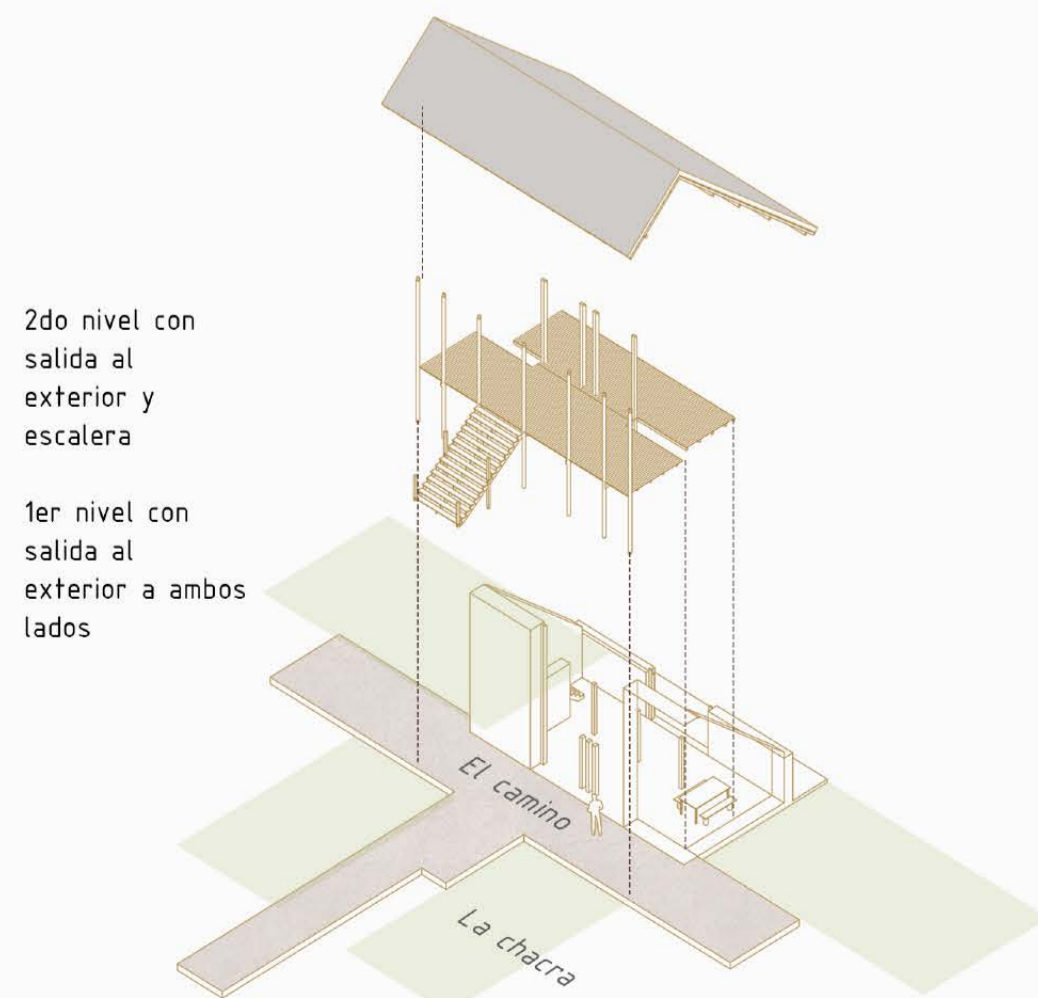 2do nivel con
salida al
exterior y
escalera
1er nivel con
salida al
exterior a ambos
lados
El camino
La chacra